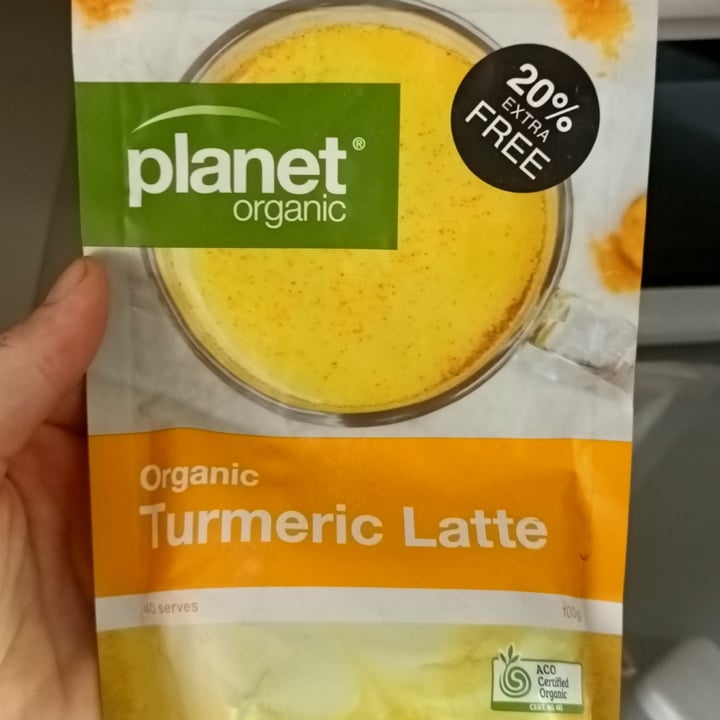 planet®
organic
20%
EXTRA
FREE
Organic
Turmeric Latte
40 serves
100g
ACO
Certified
Organic